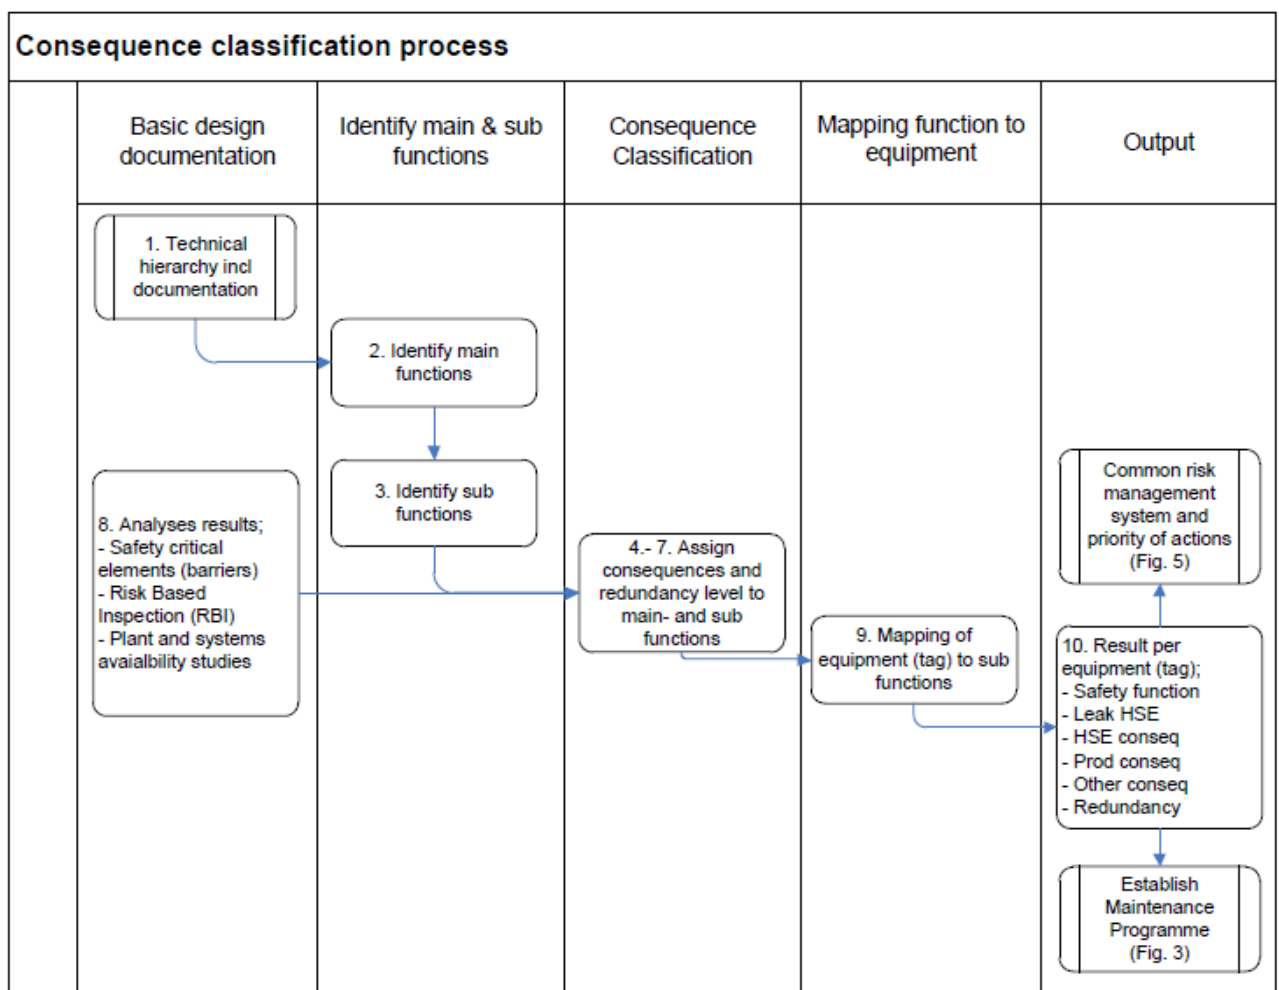 Consequence classification process
Basic design
documentation
Identify main & sub
functions
Consequence
Classification
Mapping function to
equipment
Output
1. Technical
hierarchy incl
documentation
2. Identify main
functions
3. Identify sub
functions
8. Analyses results;
- Safety critical
elements (barriers)
- Risk Based
Inspection (RBI)
- Plant and systems
avaialbility studies
4.- 7. Assign
consequences and
redundancy level to
main- and sub
functions
9. Mapping of
equipment (tag) to sub
functions
Common risk
management
system and
priority of actions
(Fig. 5)
10. Result per
equipment (tag);
- Safety function
- Leak HSE
- HSE conseq
- Prod conseq
- Other conseq
- Redundancy
Establish
Maintenance
Programme
(Fig. 3)